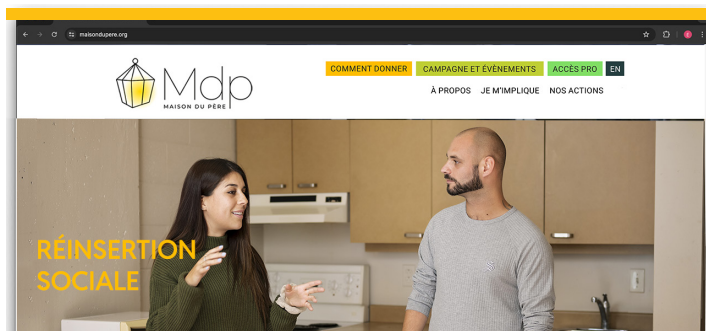 maisondupere.org
Mdp
MAISON DU PÈRE
COMMENT DONNER CAMPAGNE ET ÉVÈNEMENTS ACCÈS PRO EN
À PROPOS JE M'IMPLIQUE NOS ACTIONS
RÉINSERTION
SOCIALE